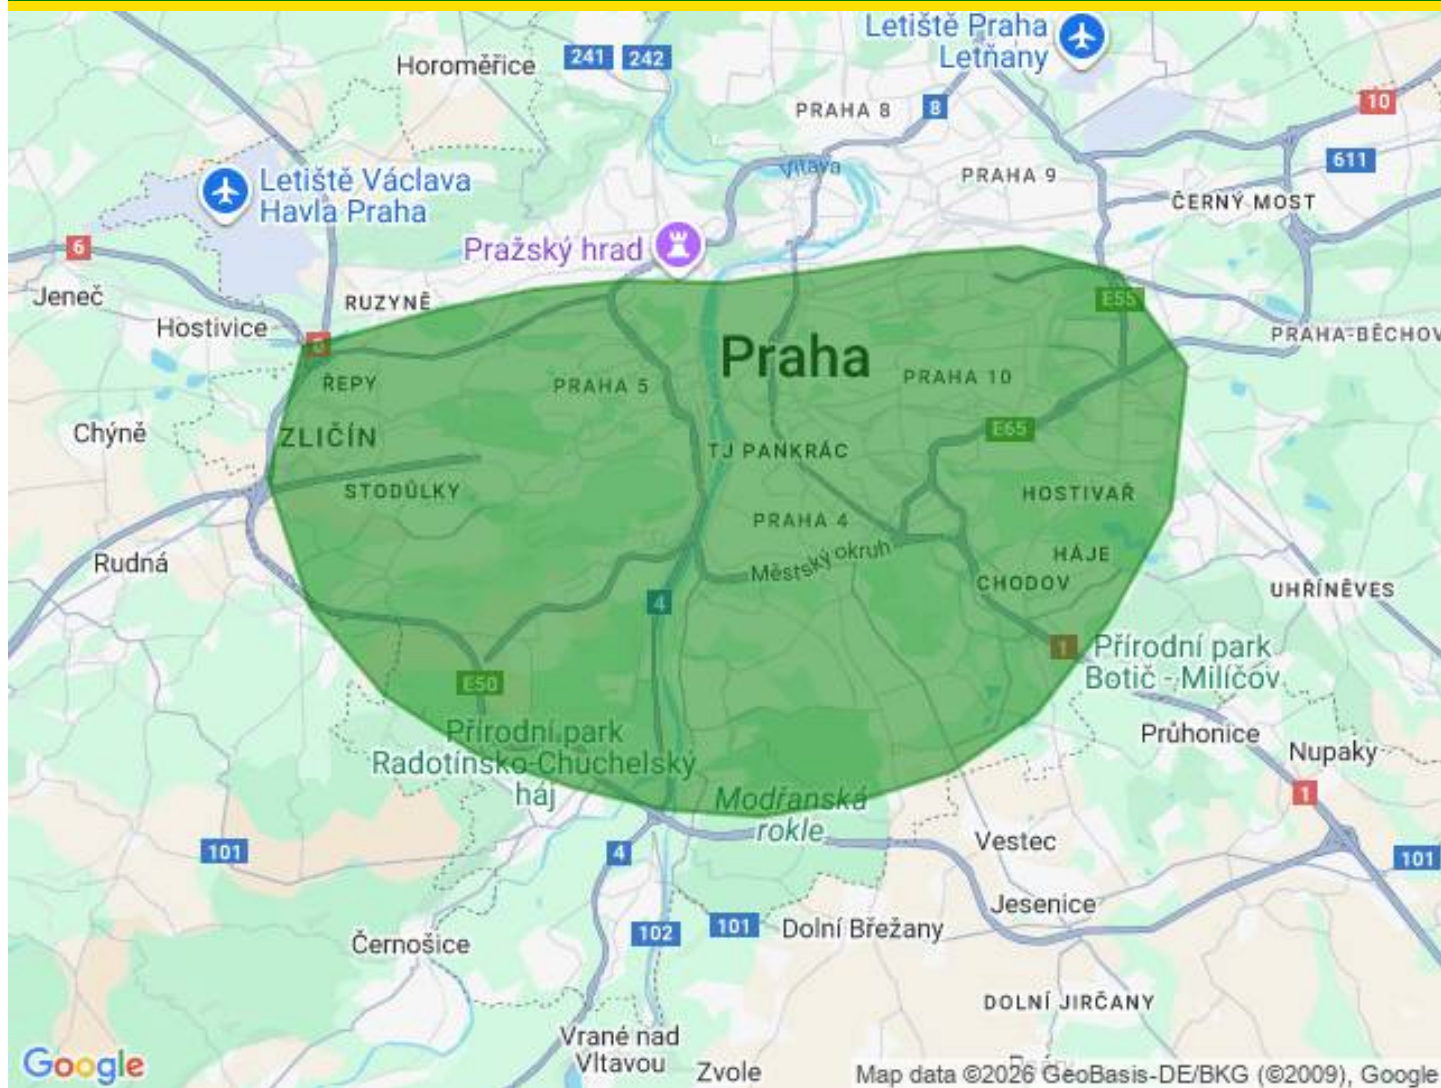 Letiště Praha
Letňany
Horoměřice
241
242
PRAHA 8
8
10
Vltava
PRAHA 9
611
Letiště Václava
Havla Praha
ČERNÝ MOST
6
Pražský hrad
Jeneč
RUZYNĚ
E55
Hostivice
PRAHA-BĚCHOV
6
Praha
ŘEPY
PRAHA 5
PRAHA 10
Chýně
ZLIČÍN
E65
TJ PANKRÁC
STODŮLKY
HOSTIVAŘ
PRAHA 4
Rudná
Městský okruh
HÁJE
CHODOV
UHŘÍNĚVES
4
1
Přírodní park
Botič - Milíčov
E50
Přírodní park
Radotínsko-Chuchelský
háj
Průhonice
Nupaky
Modřanská
rokle
1
101
4
Vestec
101
Jesenice
102
101
Dolní Břežany
Černošice
DOLNÍ JIRČANY
Vrané nad
Vltavou
Zvole
Google
Map data ©2026 GeoBasis-DE/BKG (©2009), Google